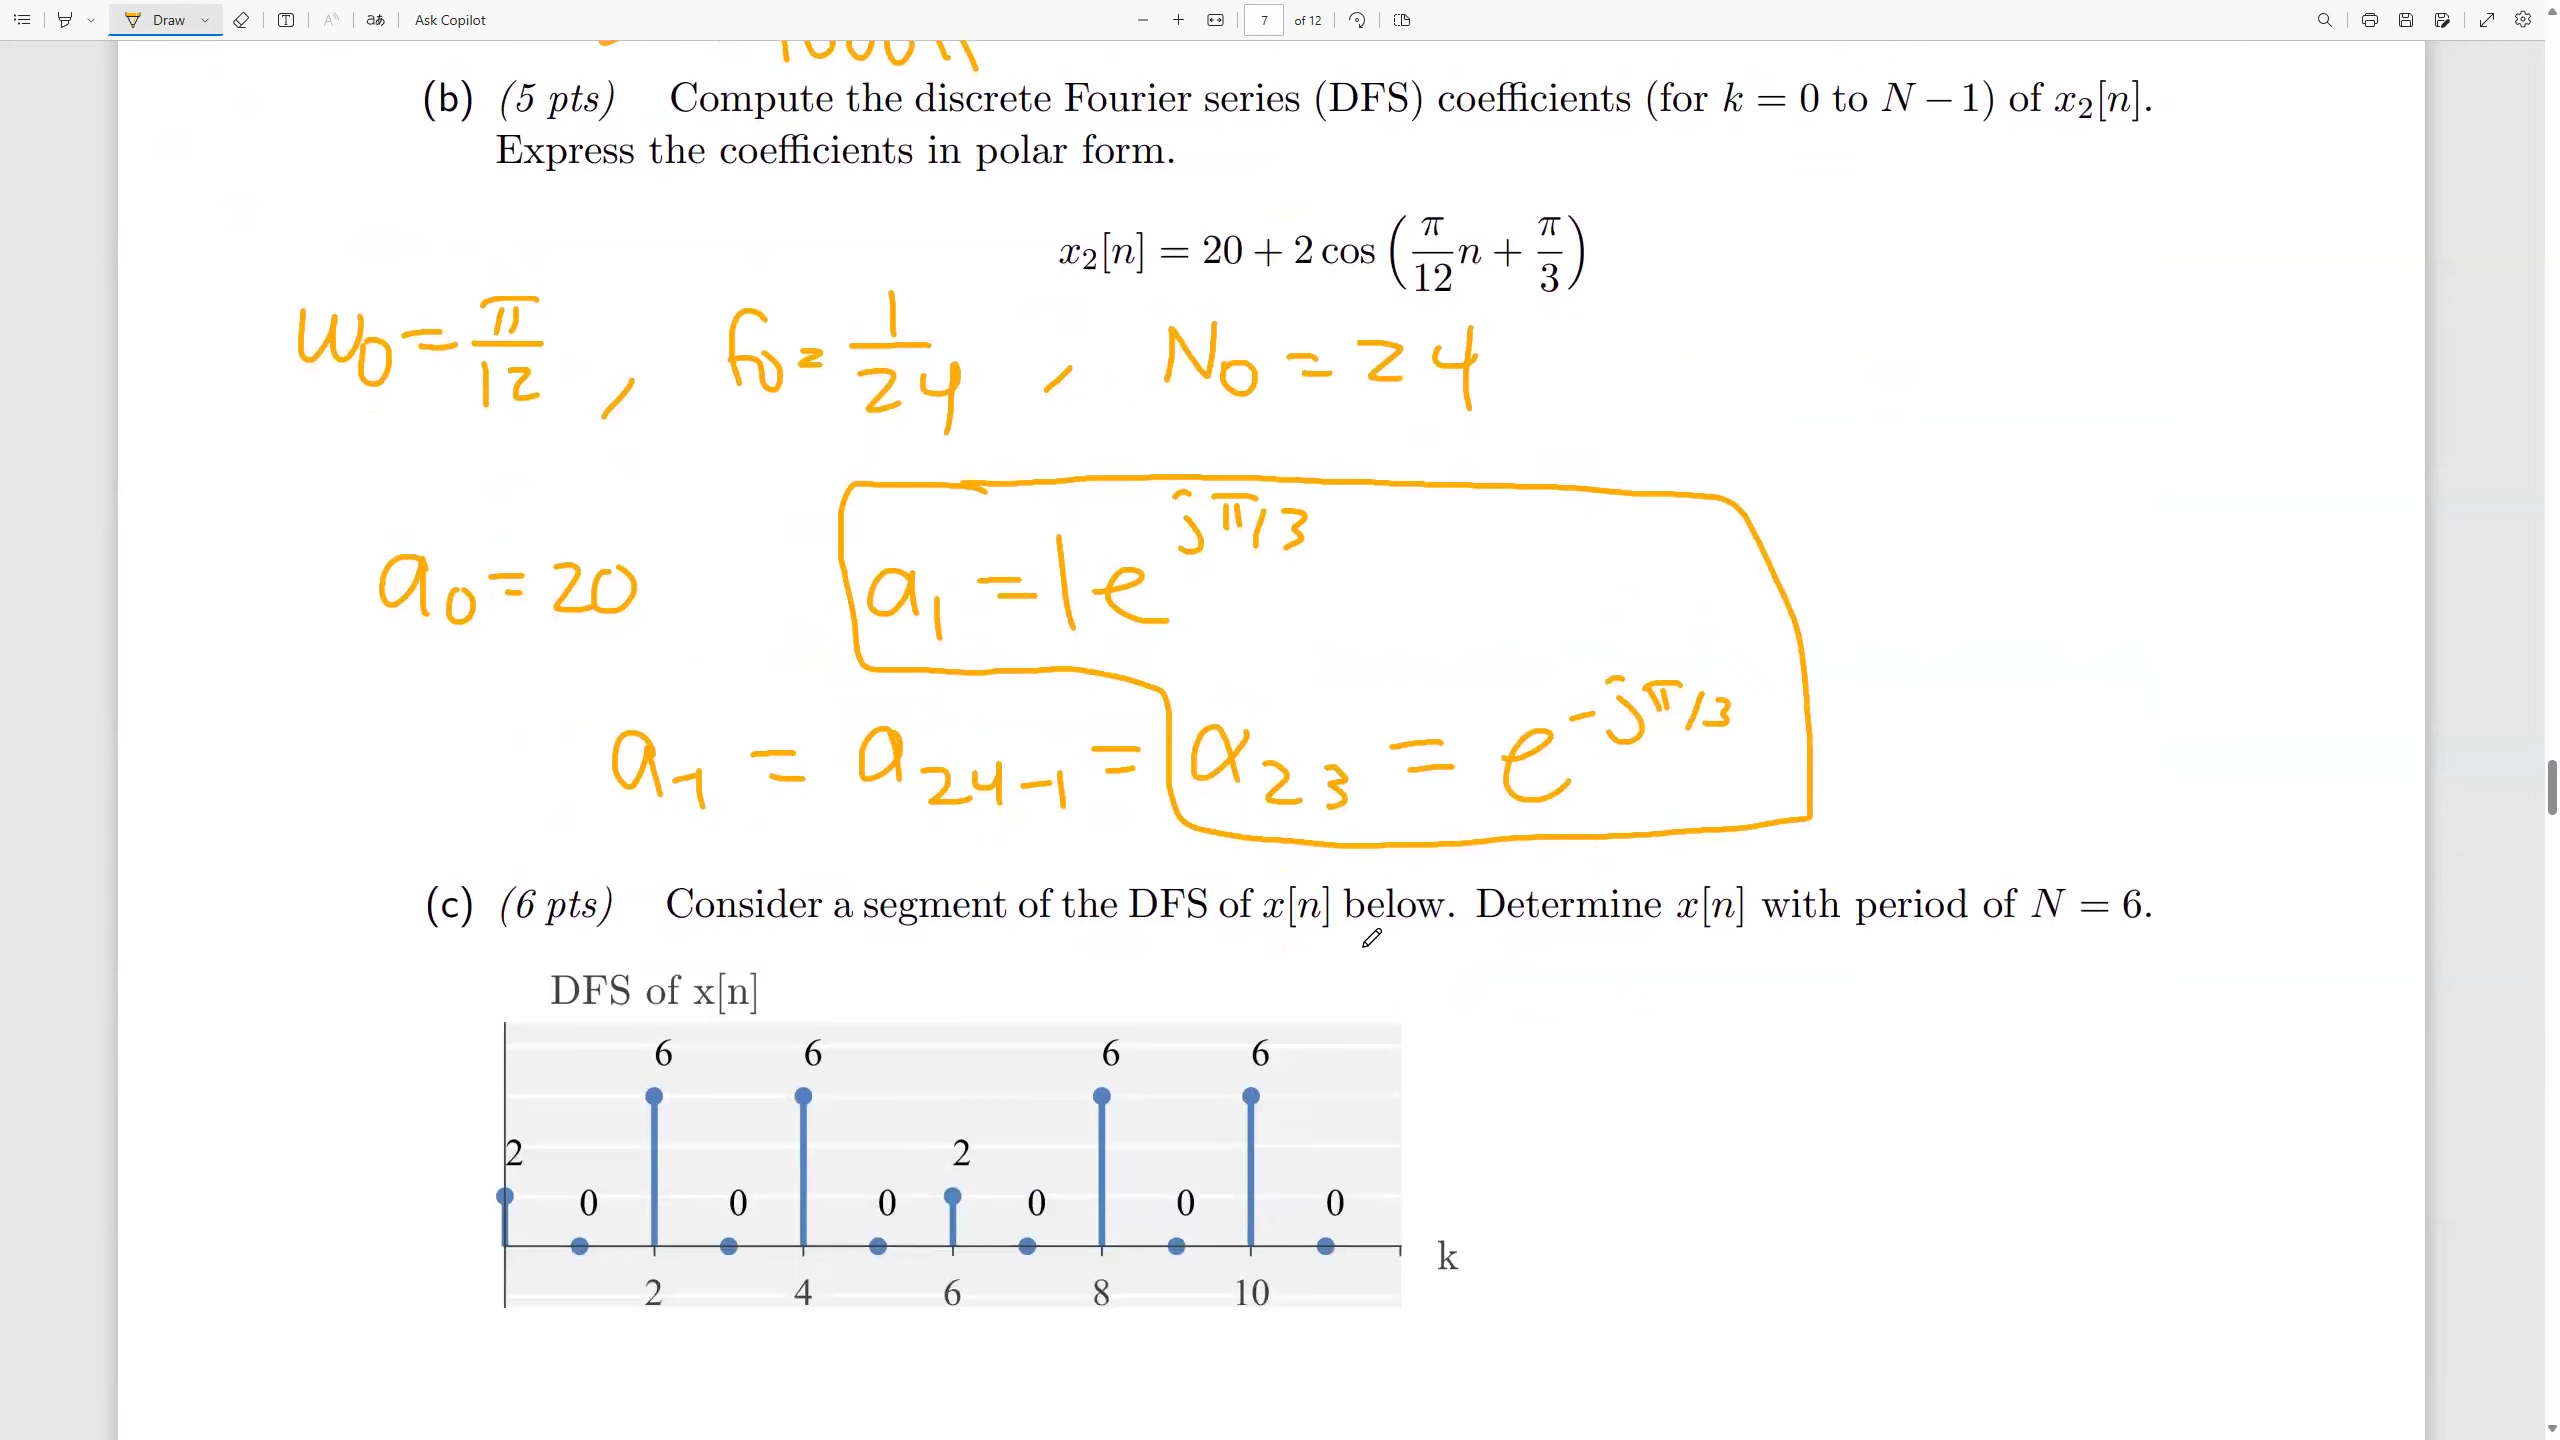 Draw
Ask Copilot
7 of 12
1000π
(b) (5 pts) Compute the discrete Fourier series (DFS) coefficients (for k = 0 to N − 1) of x₂[n].
Express the coefficients in polar form.
x₂[n] = 20 + 2 cos (π/12 n + π/3)
ω₀ = π/12 , f₀ = 1/24 , N₀ = 24
a₀ = 20 a₁ = 1e^{jπ/3}
a₋₁ = a₂₄₋₁ = a₂₃ = e^{-jπ/3}
(c) (6 pts) Consider a segment of the DFS of x[n] below. Determine x[n] with period of N = 6.
DFS of x[n]
6 6 6 6
2 2
0 0 0 0 0 0
k
2 4 6 8 10